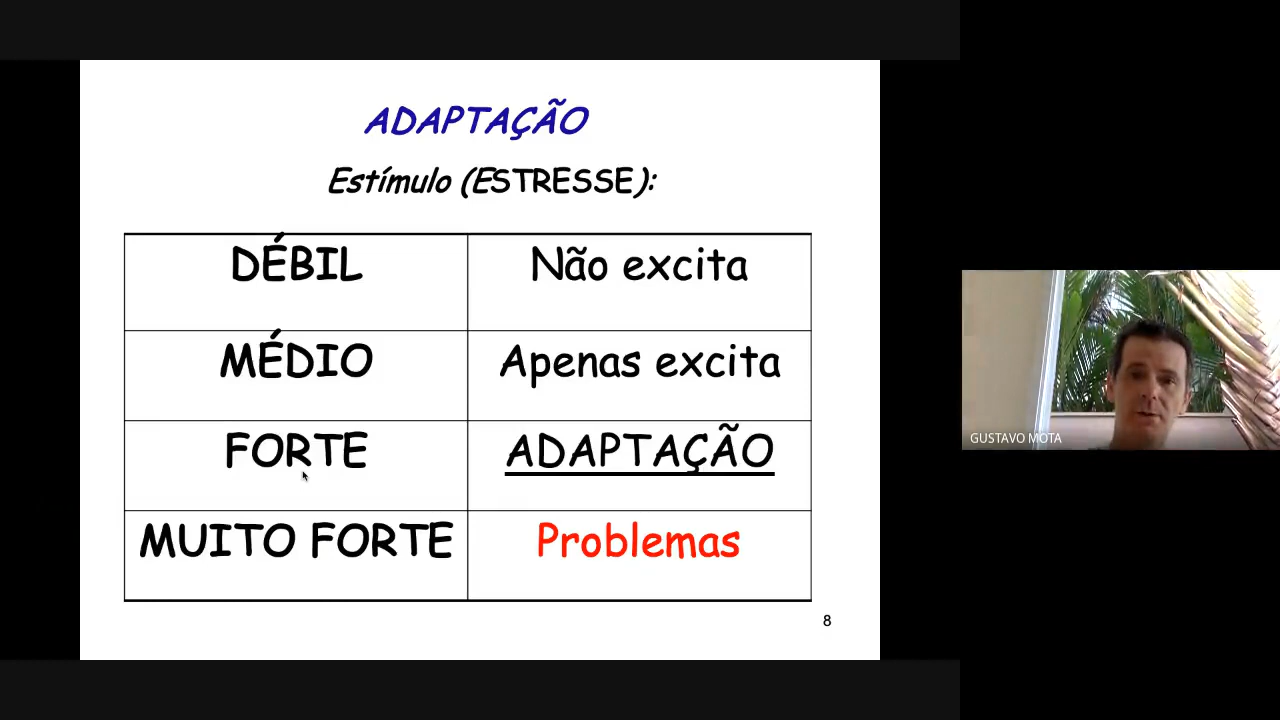 ADAPTAÇÃO
Estímulo (ESTRESSE):
DÉBIL Não excita
MÉDIO Apenas excita
FORTE ADAPTAÇÃO
MUITO FORTE Problemas
8
GUSTAVO MOTA